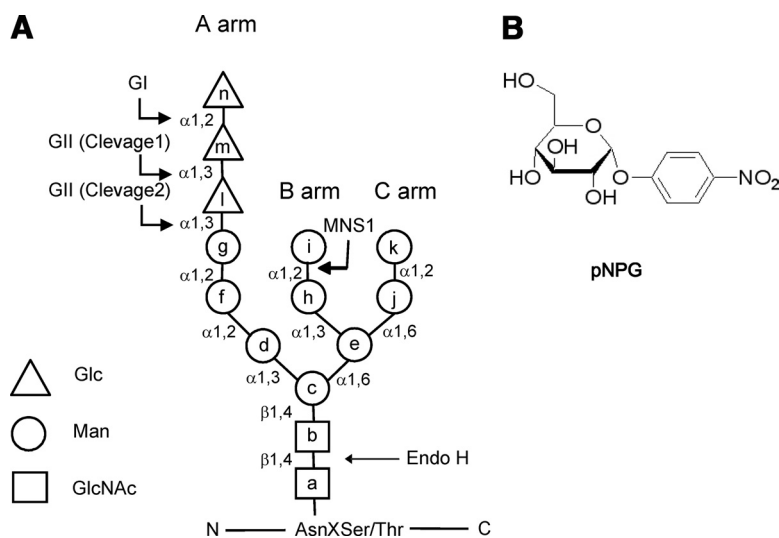 A
B
A arm
n
GI
α1,2
m
GII (Clevage1)
α1,3
GII (Clevage2)
l
B arm
C arm
α1,3
MNS1
g
i
k
α1,2
α1,2
α1,2
f
h
j
α1,2
α1,3
α1,6
d
e
α1,3
α1,6
c
β1,4
b
β1,4
Endo H
a
N
AsnXSer/Thr
C
Glc
Man
GlcNAc
HO
O
OH
HO
OH
O
NO2
pNPG